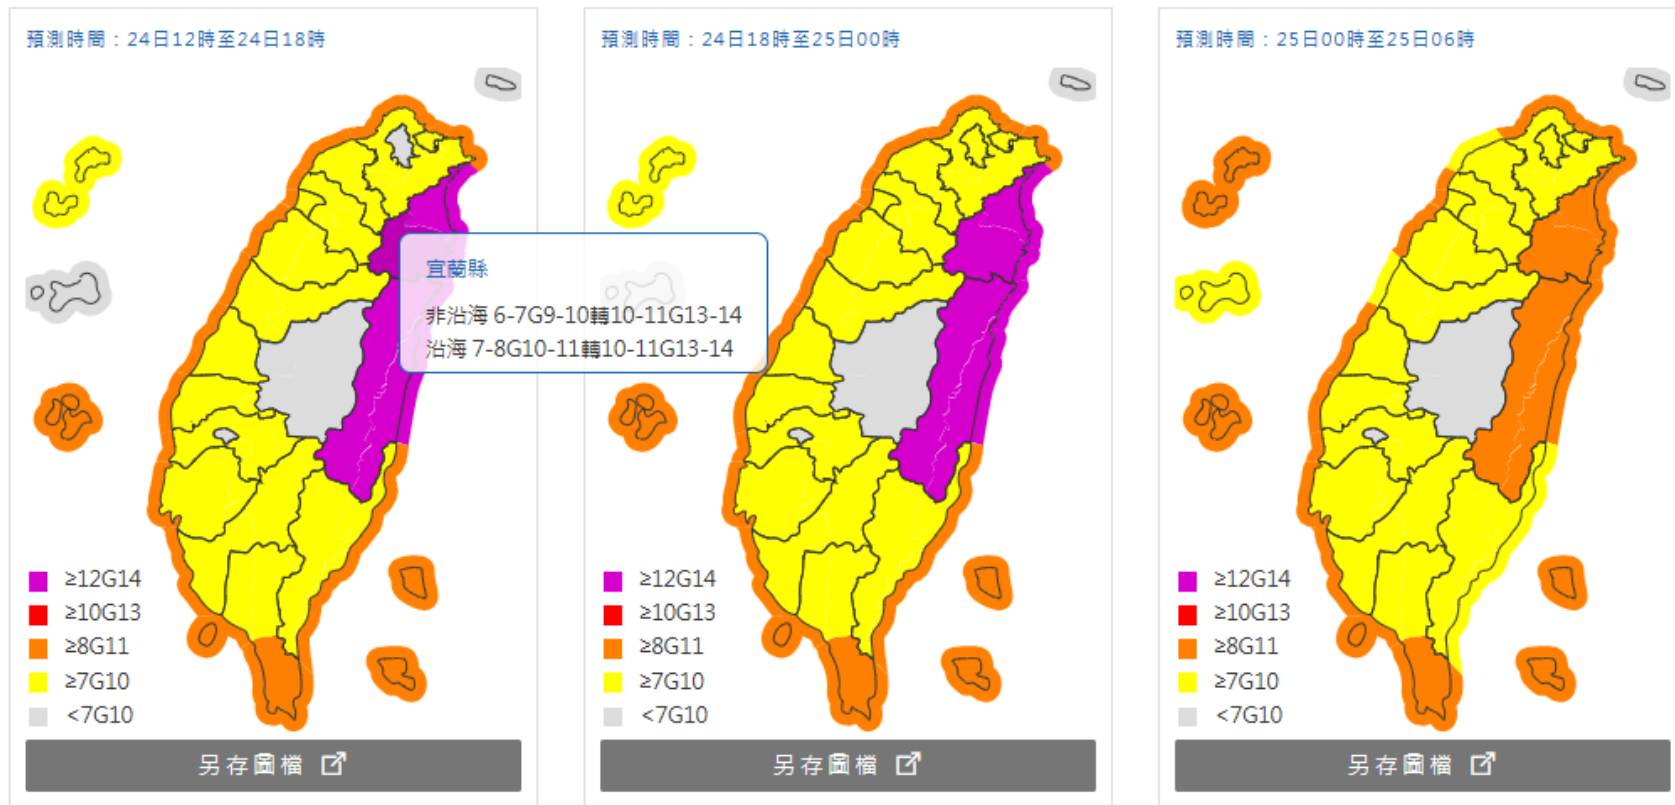 預測時間：24日12時至24日18時
宜蘭縣
非沿海 6-7G9-10轉10-11G13-14
沿海 7-8G10-11轉10-11G13-14
≥12G14
≥10G13
≥8G11
≥7G10
<7G10
另存圖檔
預測時間：24日18時至25日00時
≥12G14
≥10G13
≥8G11
≥7G10
<7G10
另存圖檔
預測時間：25日00時至25日06時
≥12G14
≥10G13
≥8G11
≥7G10
<7G10
另存圖檔